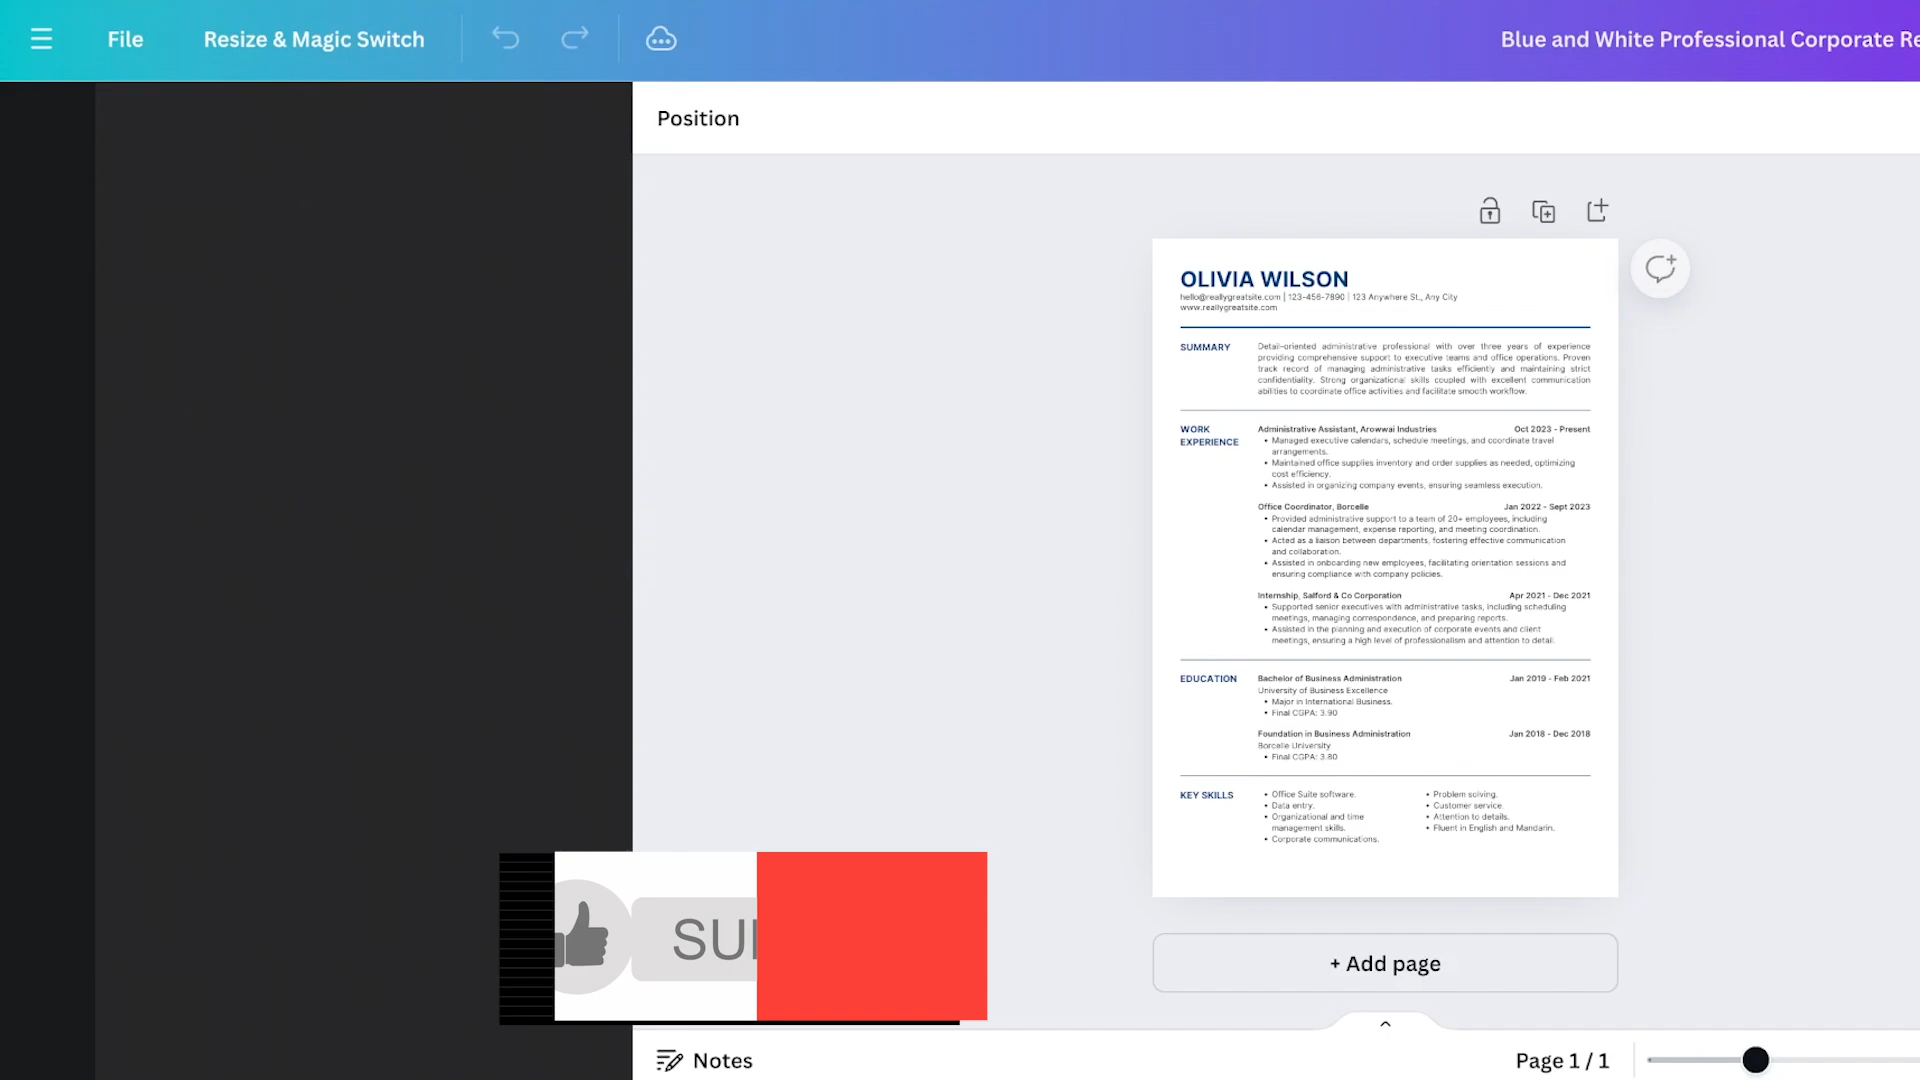 File
Resize & Magic Switch
Blue and White Professional Corporate Re
Position
OLIVIA WILSON
hello@reallygreatsite.com | 123-456-7890 | 123 Anywhere St., Any City
www.reallygreatsite.com
SUMMARY
Detail-oriented administrative professional with over three years of experience
providing comprehensive support to executive teams and office operations. Proven
track record of managing administrative tasks efficiently and maintaining strict
confidentiality. Strong organizational skills coupled with excellent communication
abilities to coordinate office activities and facilitate smooth workflow.
WORK
EXPERIENCE
Administrative Assistant, Arowwai Industries Oct 2023 - Present
• Managed executive calendars, schedule meetings, and coordinate travel
arrangements.
• Maintained office supplies inventory and order supplies as needed, optimizing
cost efficiency.
• Assisted in organizing company events, ensuring seamless execution.
Office Coordinator, Borcelle Jan 2022 - Sept 2023
• Provided administrative support to a team of 20+ employees, including
calendar management, expense reporting, and meeting coordination.
• Acted as a liaison between departments, fostering effective communication
and collaboration.
• Assisted in onboarding new employees, facilitating orientation sessions and
ensuring compliance with company policies.
Internship, Salford & Co Corporation Apr 2021 - Dec 2021
• Supported senior executives with administrative tasks, including scheduling
meetings, managing correspondence, and preparing reports.
• Assisted in the planning and execution of corporate events and client
meetings, ensuring a high level of professionalism and attention to detail.
EDUCATION
Bachelor of Business Administration Jan 2019 - Feb 2021
University of Business Excellence
• Major in International Business.
• Final CGPA: 3.90
Foundation in Business Administration Jan 2018 - Dec 2018
Borcelle University
• Final CGPA: 3.80
KEY SKILLS
• Office Suite software.
• Data entry.
• Organizational and time
management skills.
• Corporate communications.
• Problem solving.
• Customer service.
• Attention to details.
• Fluent in English and Mandarin.
SU
+ Add page
Notes
Page 1 / 1